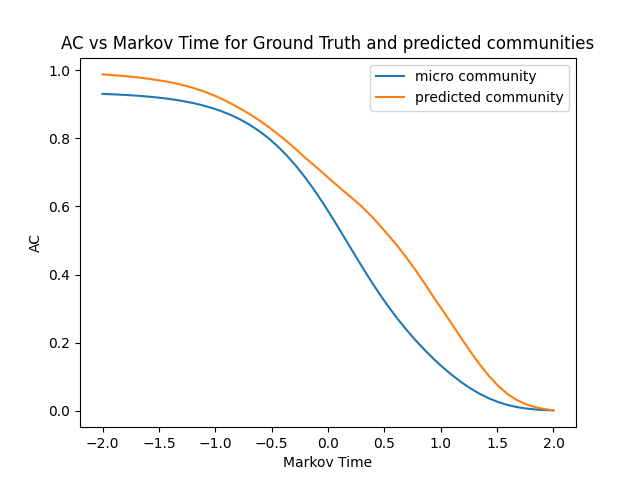 AC vs Markov Time for Ground Truth and predicted communities
micro community
predicted community
1.0
0.8
0.6
0.4
0.2
0.0
AC
−2.0 −1.5 −1.0 −0.5 0.0 0.5 1.0 1.5 2.0
Markov Time